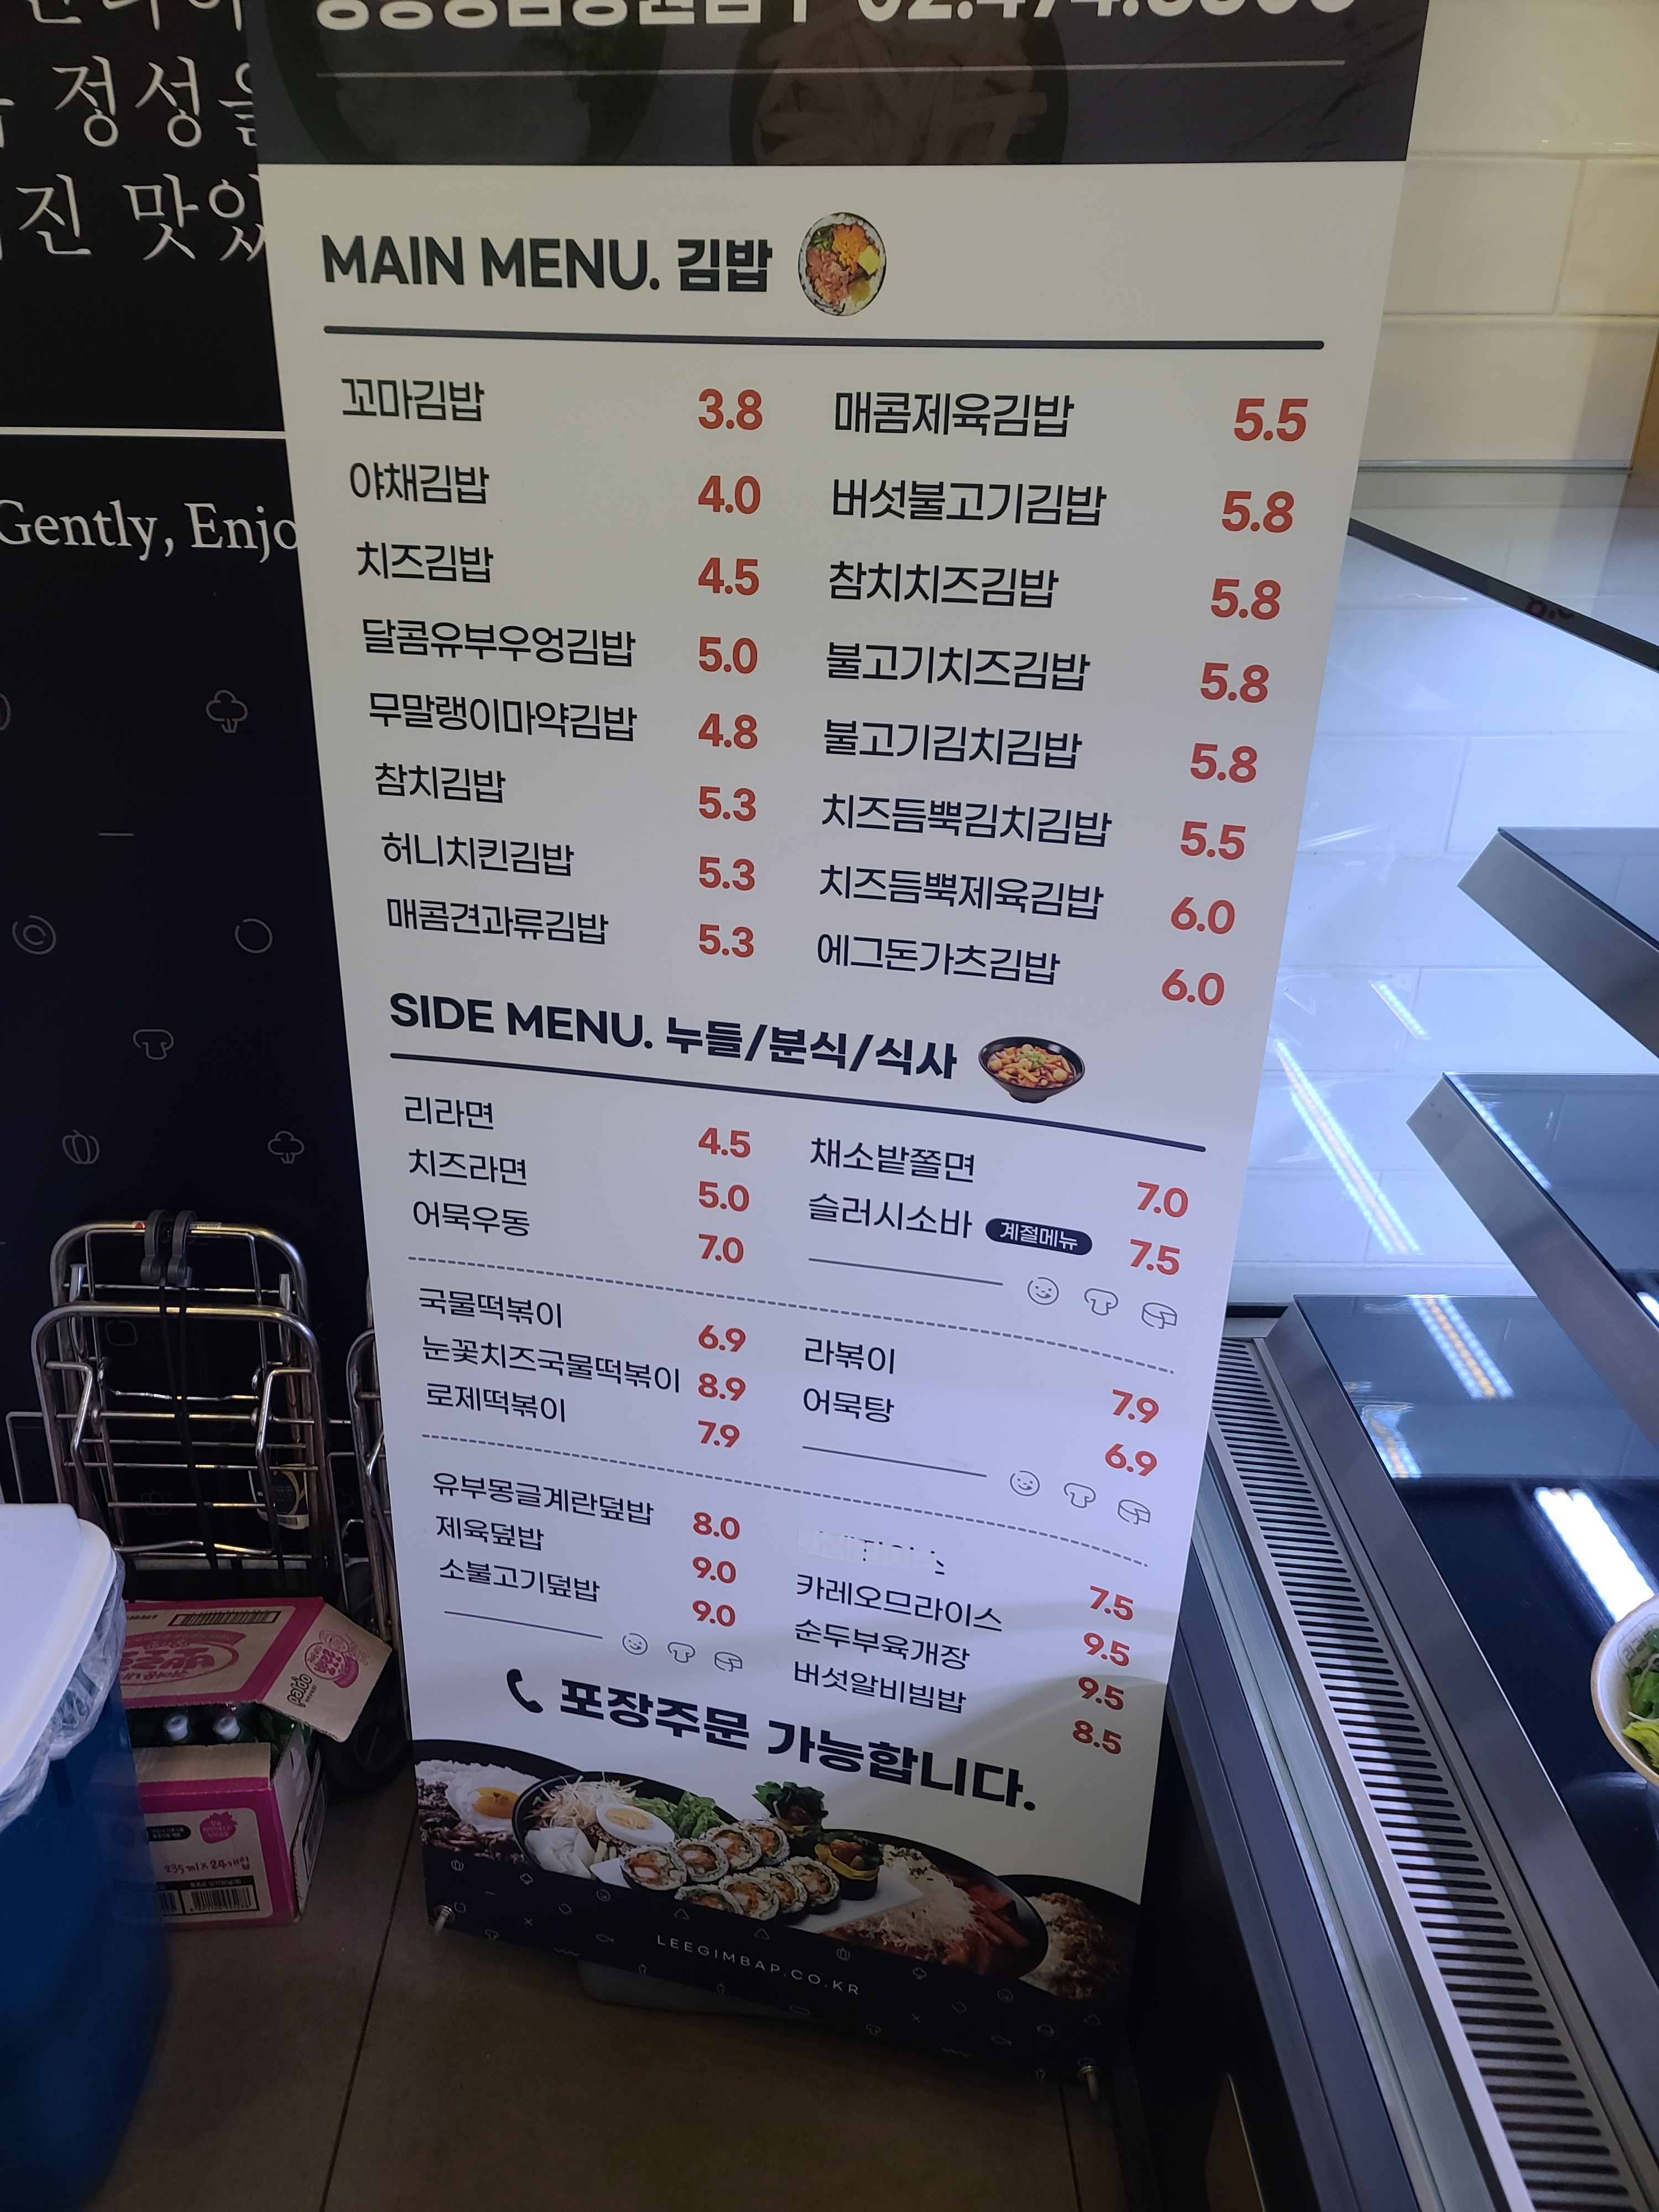 정성을
진 맛있
Gently, Enjo
MAIN MENU. 김밥
꼬마김밥 3.8
야채김밥 4.0
치즈김밥 4.5
달콤유부우엉김밥 5.0
무말랭이마약김밥 4.8
참치김밥 5.3
허니치킨김밥 5.3
매콤견과류김밥 5.3
매콤제육김밥 5.5
버섯불고기김밥 5.8
참치치즈김밥 5.8
불고기치즈김밥 5.8
불고기김치김밥 5.8
치즈듬뿍김치김밥 5.5
치즈듬뿍제육김밥 6.0
에그돈가츠김밥 6.0
SIDE MENU. 누들/분식/식사
리라면 4.5
치즈라면 5.0
어묵우동 7.0
채소밭쫄면 7.0
슬러시소바 계절메뉴 7.5
국물떡볶이 6.9
눈꽃치즈국물떡볶이 8.9
로제떡볶이 7.9
라볶이 7.9
어묵탕 6.9
유부몽글계란덮밥 8.0
제육덮밥 9.0
소불고기덮밥 9.0
7.5
카레오므라이스 9.5
순두부육개장 9.5
버섯알비빔밥 8.5
포장주문 가능합니다.
LEEGIMBAP.CO.KR
paldo
235ml x 24개입